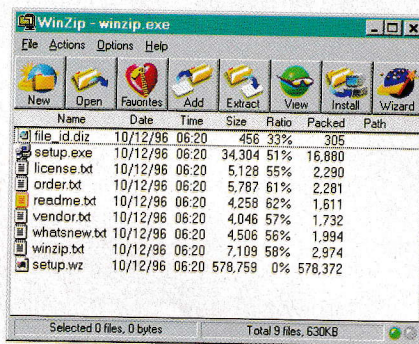 WinZip - winzip.exe
File Actions Options Help
New Open Favorites Add Extract View Install Wizard
Name Date Time Size Ratio Packed Path
file_id.diz 10/12/96 06:20 456 33% 305
setup.exe 10/12/96 06:20 34,304 51% 16,880
license.txt 10/12/96 06:20 5,128 55% 2,290
order.txt 10/12/96 06:20 5,787 61% 2,281
readme.txt 10/12/96 06:20 4,258 62% 1,611
vendor.txt 10/12/96 06:20 4,046 57% 1,732
whatsnew.txt 10/12/96 06:20 4,506 56% 1,994
winzip.txt 10/12/96 06:20 7,109 58% 2,974
setup.wz 10/12/96 06:20 578,759 0% 578,372
Selected 0 files, 0 bytes Total 9 files, 630KB